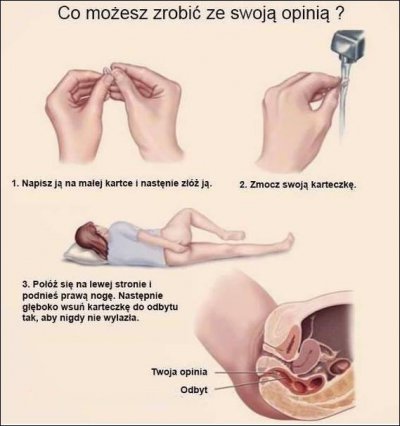 Co możesz zrobić ze swoją opinią ?
1. Napisz ją na małej kartce i nastęnie złóż ją.
2. Zmocz swoją karteczkę.
3. Połóż się na lewej stronie i
podnieś prawą nogę. Następnie
głęboko wsuń karteczkę do odbytu
tak, aby nigdy nie wylazła.
Twoja opinia
Odbyt